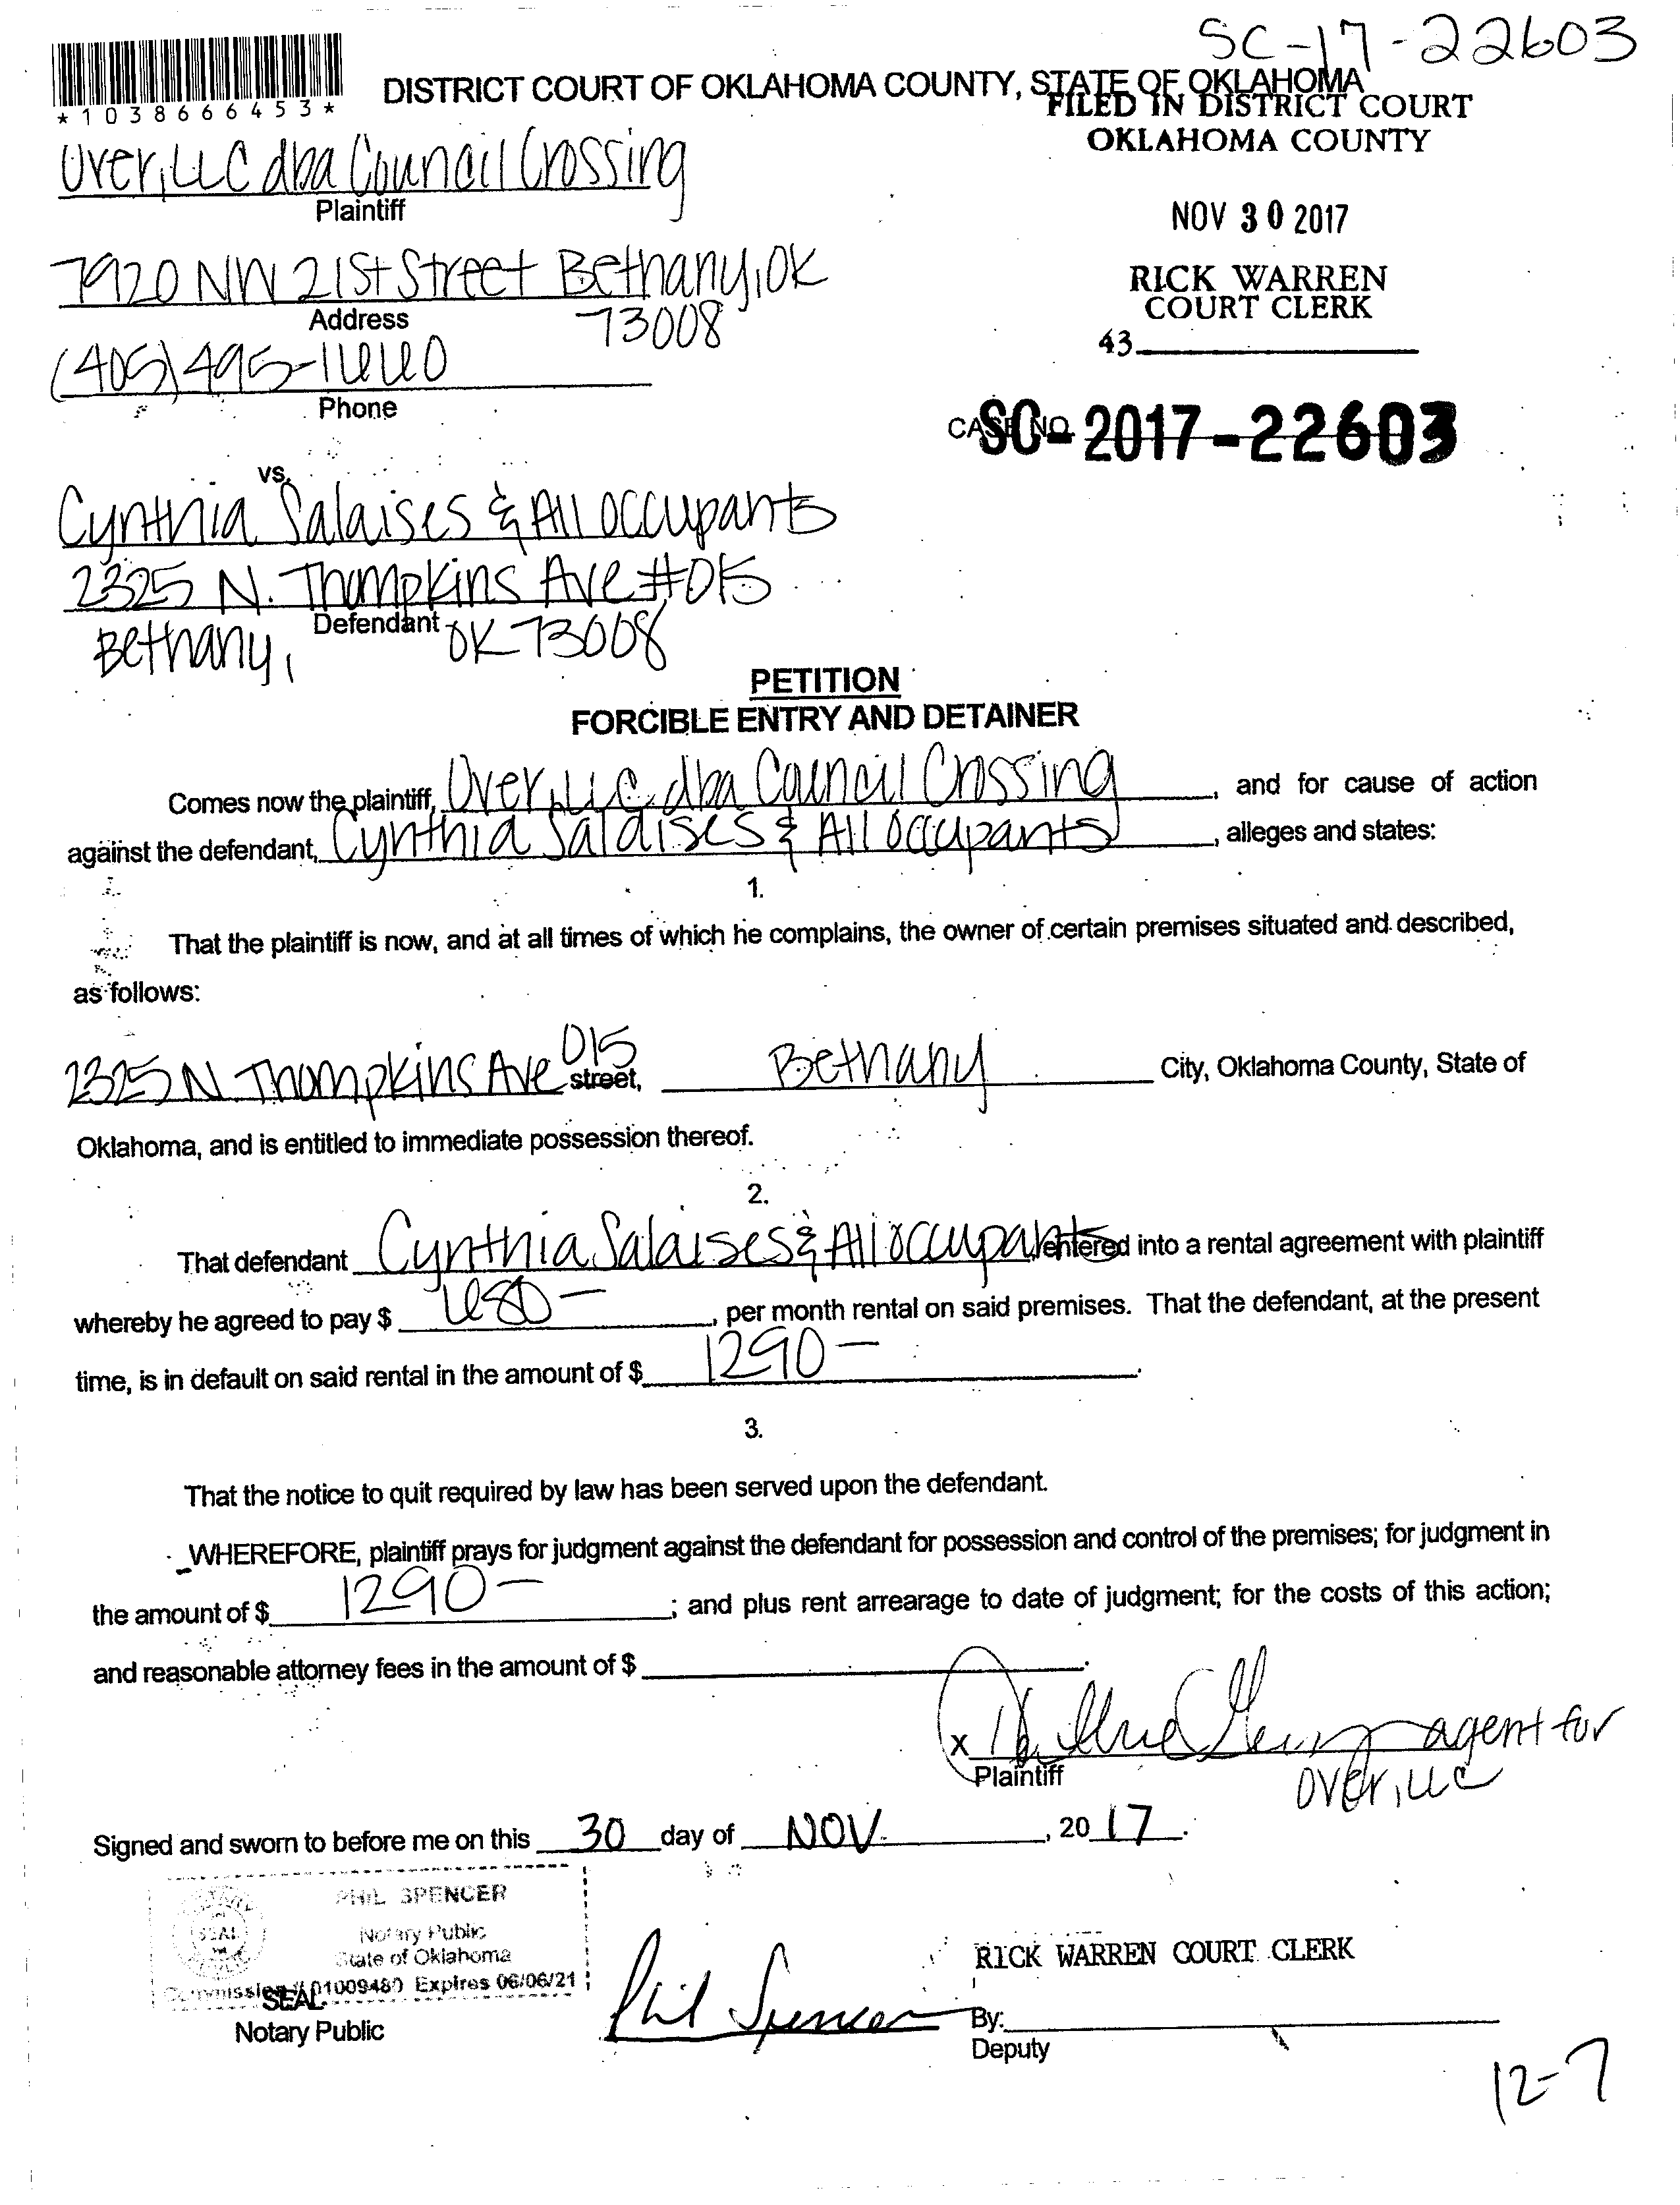 SC-17-22603
*1038666453*
DISTRICT COURT OF OKLAHOMA COUNTY, STATE OF OKLAHOMA
FILED IN DISTRICT COURT
OKLAHOMA COUNTY
Over, LLC dba Council Crossing
Plaintiff
NOV 30 2017
7920 NW 21st Street Bethany, OK
73008
Address
RICK WARREN
COURT CLERK
43
(405) 495-1660
Phone
CASE NO.
SC-2017-22603
vs.
Cynthia Salaises & All occupants
2325 N. Thompkins Ave #015
Defendant
Bethany, OK 73008
PETITION
FORCIBLE ENTRY AND DETAINER
Comes now the plaintiff, Over, LLC dba Council Crossing, and for cause of action
against the defendant, Cynthia Salaises & All Occupants, alleges and states:
1.
That the plaintiff is now, and at all times of which he complains, the owner of certain premises situated and described,
as follows:
2325 N. Thompkins Ave 015 street, Bethany City, Oklahoma County, State of
Oklahoma, and is entitled to immediate possession thereof.
2.
That defendant Cynthia Salaises & All occupants entered into a rental agreement with plaintiff
whereby he agreed to pay $ 680-, per month rental on said premises. That the defendant, at the present
time, is in default on said rental in the amount of $ 1290-.
3.
That the notice to quit required by law has been served upon the defendant.
WHEREFORE, plaintiff prays for judgment against the defendant for possession and control of the premises; for judgment in
the amount of $ 1290-; and plus rent arrearage to date of judgment; for the costs of this action;
and reasonable attorney fees in the amount of $
X agent for
Plaintiff
Over, LLC
Signed and sworn to before me on this 30 day of NOV., 2017.
PHIL SPENCER
Notary Public
State of Oklahoma
Commission # 01009480 Expires 06/06/21
SEAL
Notary Public
Phil Spencer
RICK WARREN COURT CLERK
By:
Deputy
12-7